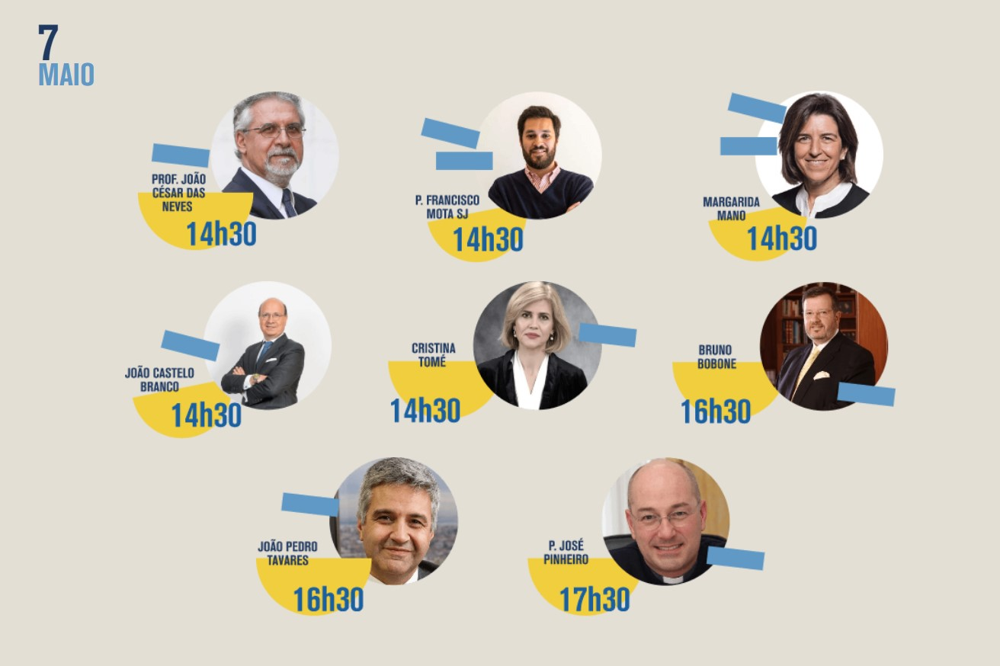 7
MAIO
PROF. JOÃO
CÉSAR DAS
NEVES
14h30
P. FRANCISCO
MOTA SJ
14h30
MARGARIDA
MANO
14h30
JOÃO CASTELO
BRANCO
14h30
CRISTINA
TOMÉ
14h30
BRUNO
BOBONE
16h30
JOÃO PEDRO
TAVARES
16h30
P. JOSÉ
PINHEIRO
17h30